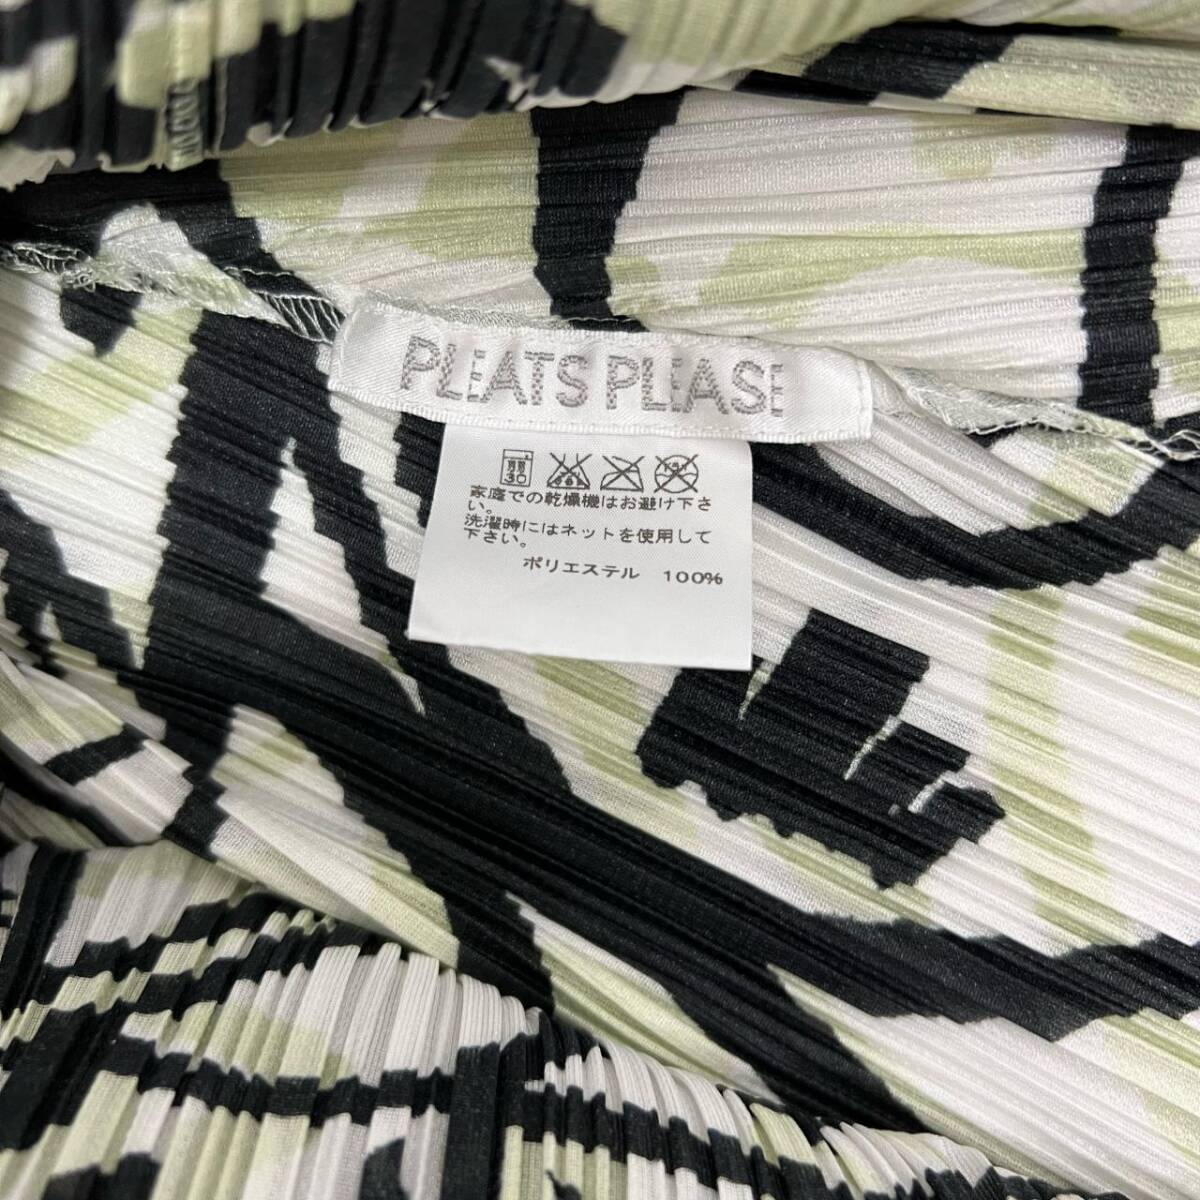 PLEATS PLEASE
30
家庭での乾燥機はお避け下さ
い。
洗濯時にはネットを使用して
下さい。
ポリエステル 100%